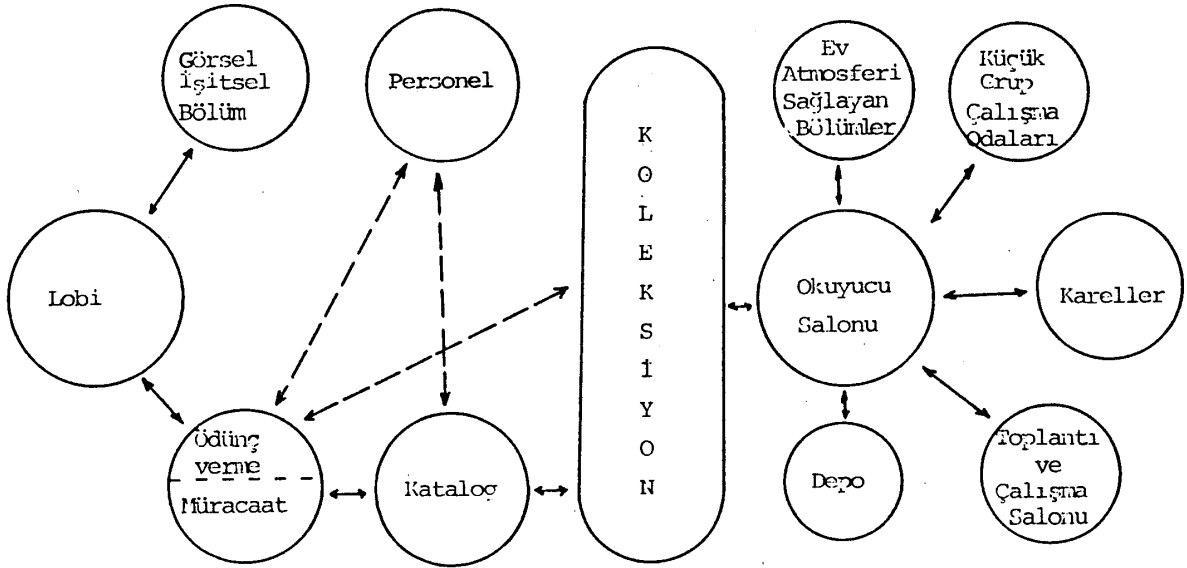 Görsel
İşitsel
Bölüm
Personel
Lobi
Ödünç
verme
Müracaat
Katalog
K
O
L
E
K
S
İ
Y
O
N
Ev
Atmosferi
Sağlayan
Bölümler
Küçük
Grup
Çalışma
Odaları
Okuyucu
Salonu
Kareller
Depo
Toplantı
ve
Çalışma
Salonu